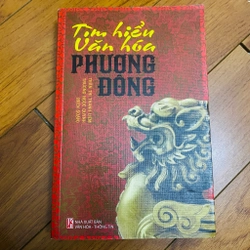 Tìm hiểu
Văn hóa
PHƯƠNG
ĐÔNG
NHÀ XUẤT BẢN
VĂN HÓA - THÔNG TIN